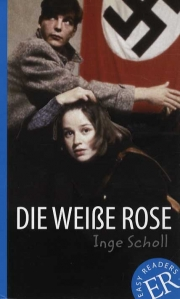 DIE WEIßE ROSE
Inge Scholl
EASY READERS
ER